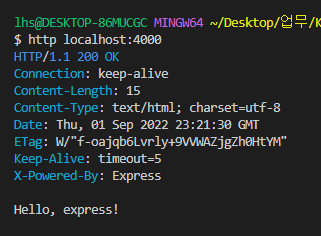 lhs@DESKTOP-86MUCGC MINGW64 ~/Desktop/업무/K
$ http localhost:4000
HTTP/1.1 200 OK
Connection: keep-alive
Content-Length: 15
Content-Type: text/html; charset=utf-8
Date: Thu, 01 Sep 2022 23:21:30 GMT
ETag: W/"f-oajqb6Lvrly+9VVWAZjgZh0HtYM"
Keep-Alive: timeout=5
X-Powered-By: Express
Hello, express!